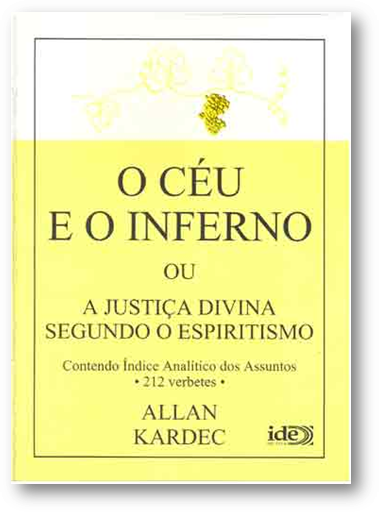 O CÉU
E O INFERNO
OU
A JUSTIÇA DIVINA
SEGUNDO O ESPIRITISMO
Contendo Índice Analítico dos Assuntos
• 212 verbetes •
ALLAN
KARDEC
ide